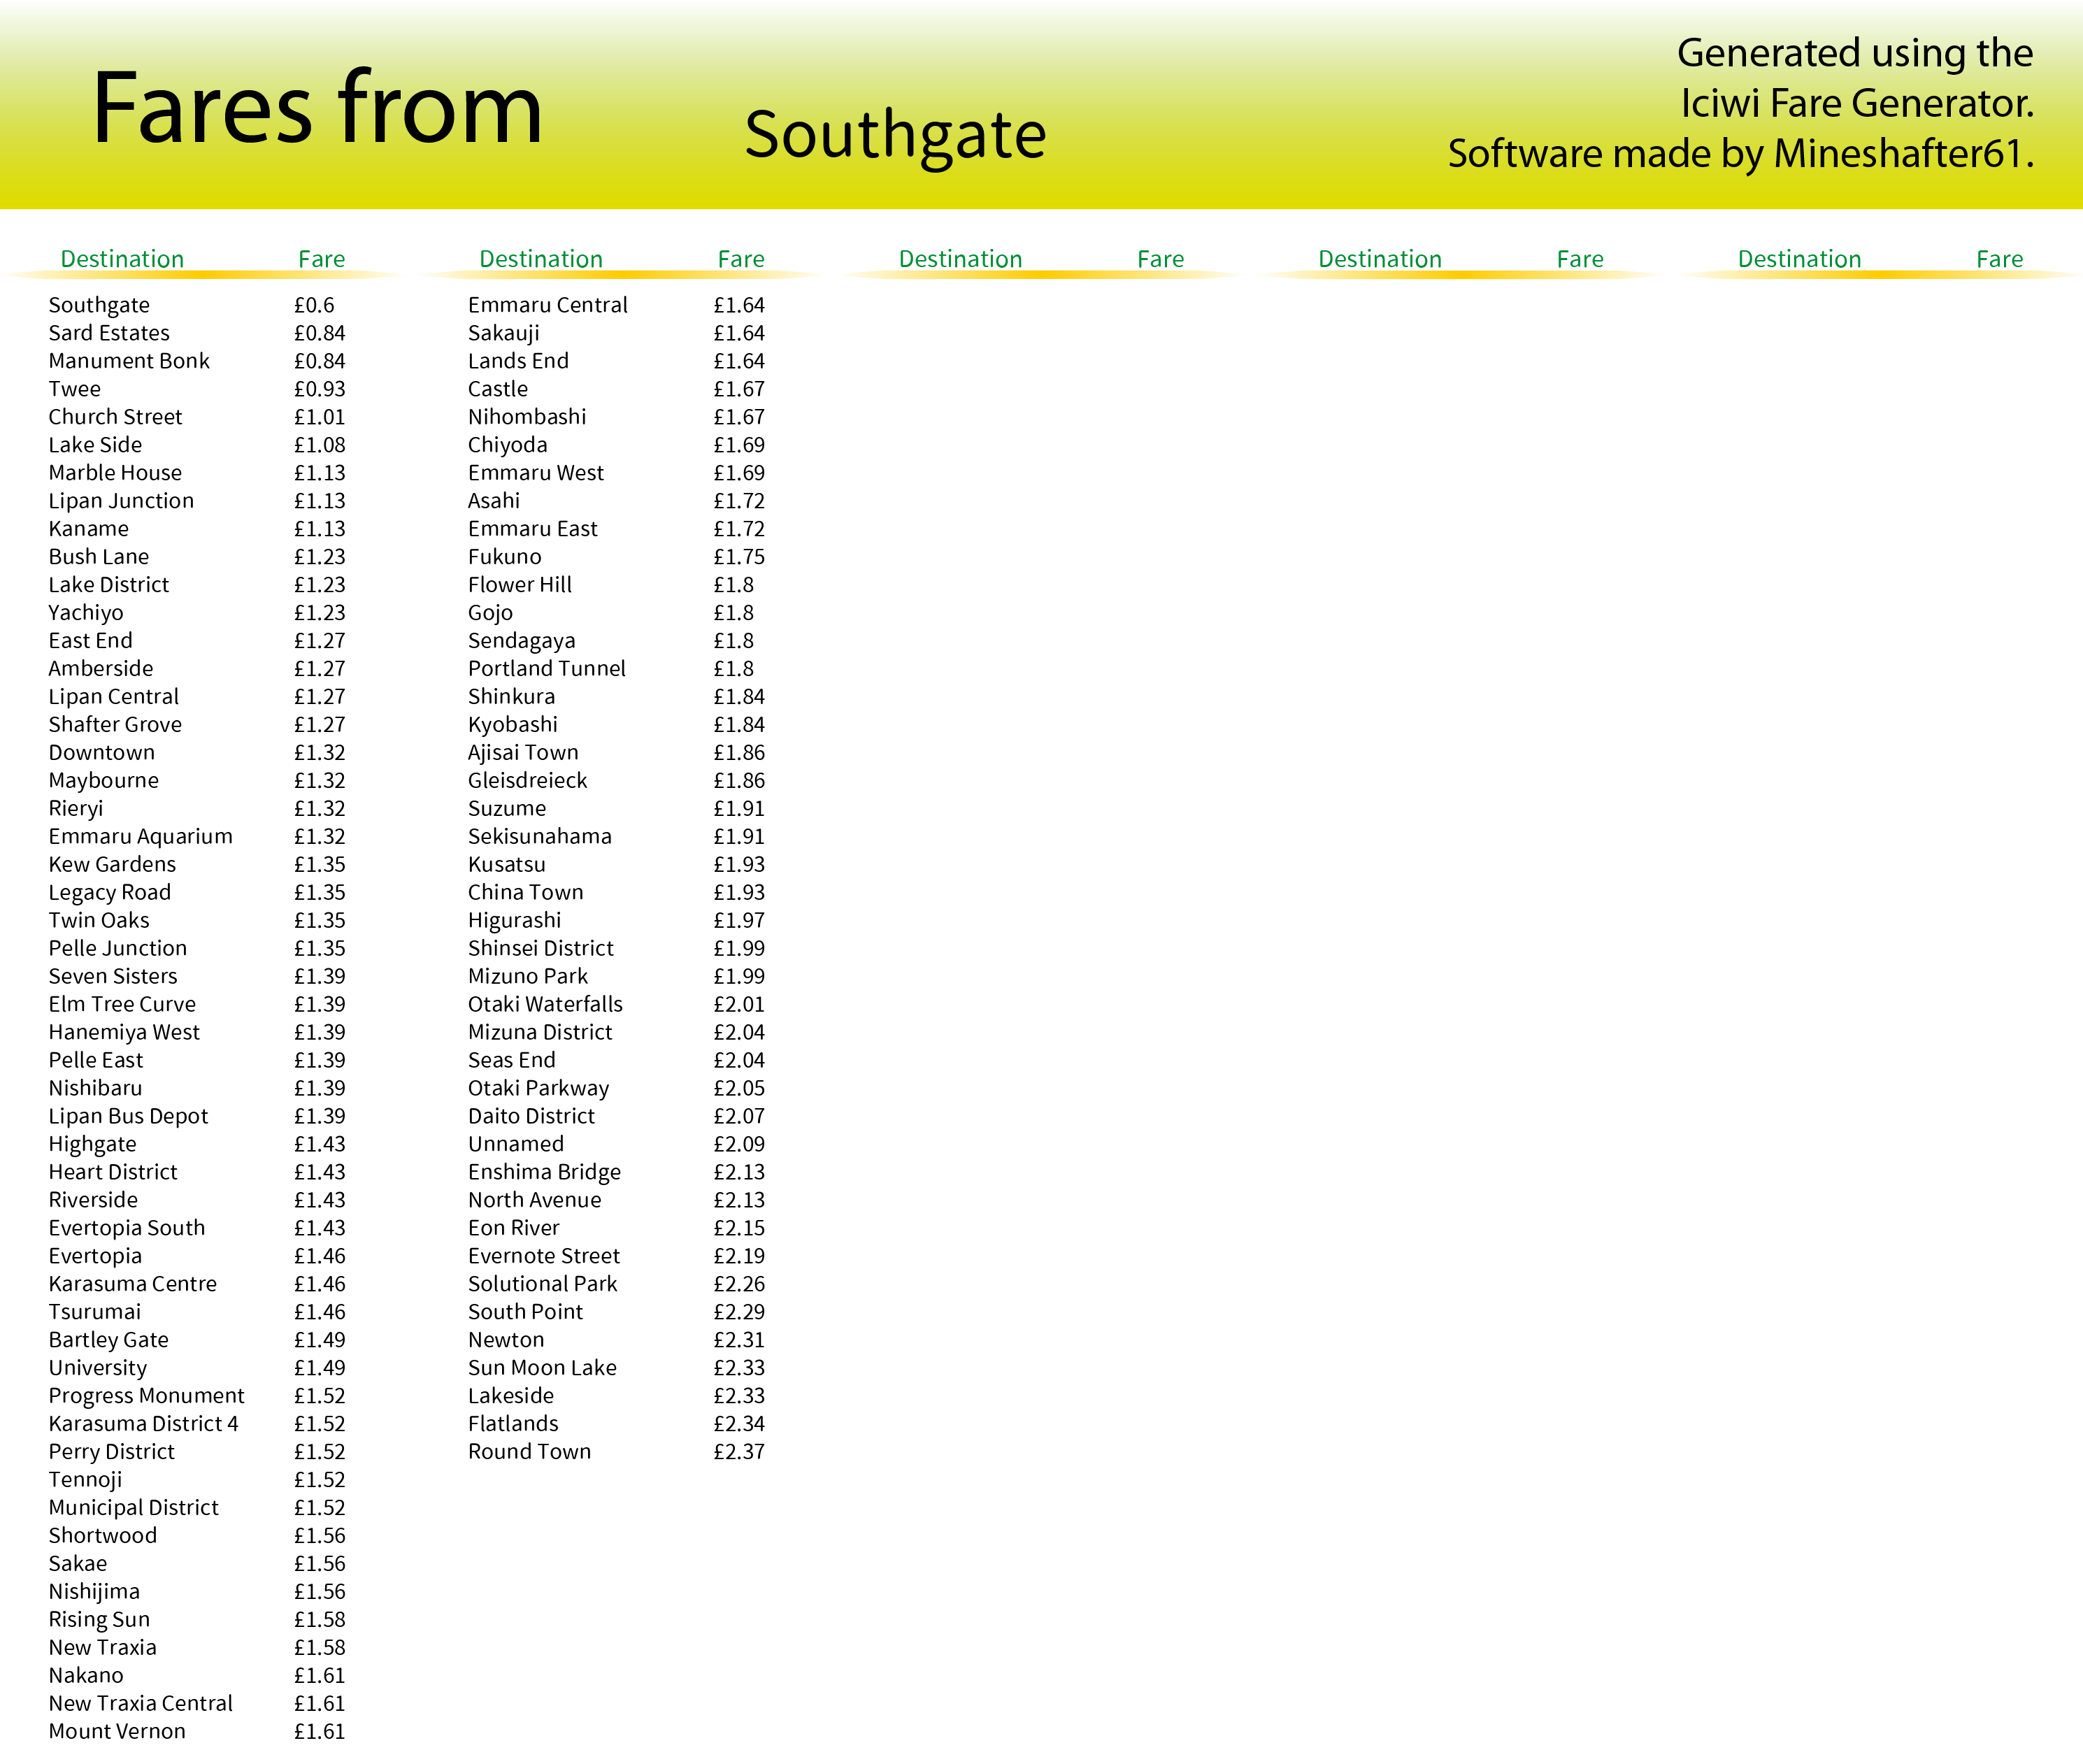 Fares from
Southgate
Generated using the
Iciwi Fare Generator.
Software made by Mineshafter61.
Destination Fare Destination Fare Destination Fare Destination Fare Destination Fare
Southgate £0.6
Sard Estates £0.84
Manument Bonk £0.84
Twee £0.93
Church Street £1.01
Lake Side £1.08
Marble House £1.13
Lipan Junction £1.13
Kaname £1.13
Bush Lane £1.23
Lake District £1.23
Yachiyo £1.23
East End £1.27
Amberside £1.27
Lipan Central £1.27
Shafter Grove £1.27
Downtown £1.32
Maybourne £1.32
Rieryi £1.32
Emmaru Aquarium £1.32
Kew Gardens £1.35
Legacy Road £1.35
Twin Oaks £1.35
Pelle Junction £1.35
Seven Sisters £1.39
Elm Tree Curve £1.39
Hanemiya West £1.39
Pelle East £1.39
Nishibaru £1.39
Lipan Bus Depot £1.39
Highgate £1.43
Heart District £1.43
Riverside £1.43
Evertopia South £1.43
Evertopia £1.46
Karasuma Centre £1.46
Tsurumai £1.46
Bartley Gate £1.49
University £1.49
Progress Monument £1.52
Karasuma District 4 £1.52
Perry District £1.52
Tennoji £1.52
Municipal District £1.52
Shortwood £1.56
Sakae £1.56
Nishijima £1.56
Rising Sun £1.58
New Traxia £1.58
Nakano £1.61
New Traxia Central £1.61
Mount Vernon £1.61
Emmaru Central £1.64
Sakauji £1.64
Lands End £1.64
Castle £1.67
Nihombashi £1.67
Chiyoda £1.69
Emmaru West £1.69
Asahi £1.72
Emmaru East £1.72
Fukuno £1.75
Flower Hill £1.8
Gojo £1.8
Sendagaya £1.8
Portland Tunnel £1.8
Shinkura £1.84
Kyobashi £1.84
Ajisai Town £1.86
Gleisdreieck £1.86
Suzume £1.91
Sekisunahama £1.91
Kusatsu £1.93
China Town £1.93
Higurashi £1.97
Shinsei District £1.99
Mizuno Park £1.99
Otaki Waterfalls £2.01
Mizuna District £2.04
Seas End £2.04
Otaki Parkway £2.05
Daito District £2.07
Unnamed £2.09
Enshima Bridge £2.13
North Avenue £2.13
Eon River £2.15
Evernote Street £2.19
Solutional Park £2.26
South Point £2.29
Newton £2.31
Sun Moon Lake £2.33
Lakeside £2.33
Flatlands £2.34
Round Town £2.37